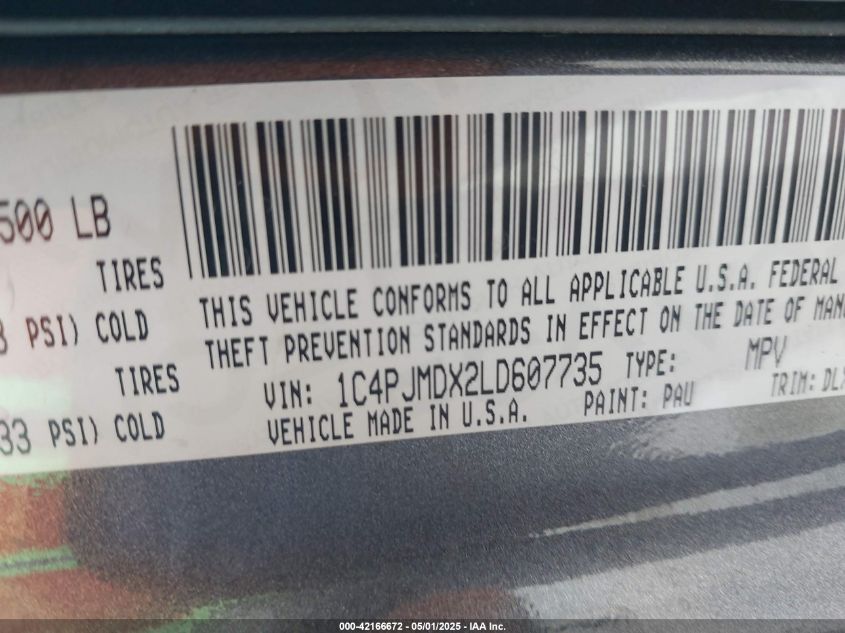 500 LB
TIRES
PSI) COLD
TIRES
33 PSI) COLD
THIS VEHICLE CONFORMS TO ALL APPLICABLE U.S.A. FEDERAL
THEFT PREVENTION STANDARDS IN EFFECT ON THE DATE OF MANU
VIN: 1C4PJMDX2LD607735 TYPE: MPV
VEHICLE MADE IN U.S.A. PAINT: PAU TRIM: DLX
000-42166672 - 05/01/2025 - IAA Inc.